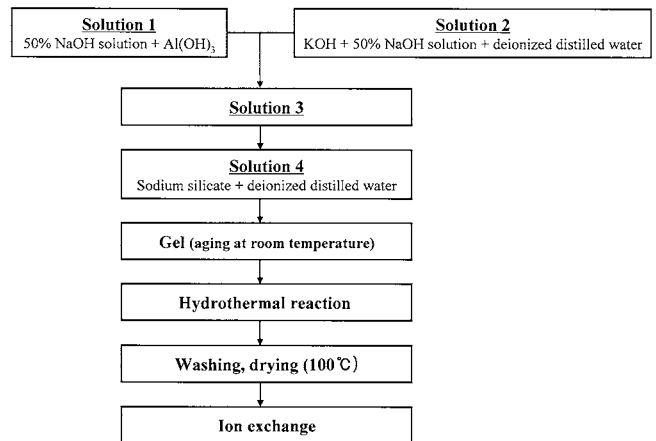 Solution 1
50% NaOH solution + Al(OH)₃
Solution 2
KOH + 50% NaOH solution + deionized distilled water
Solution 3
Solution 4
Sodium silicate + deionized distilled water
Gel (aging at room temperature)
Hydrothermal reaction
Washing, drying (100℃)
Ion exchange